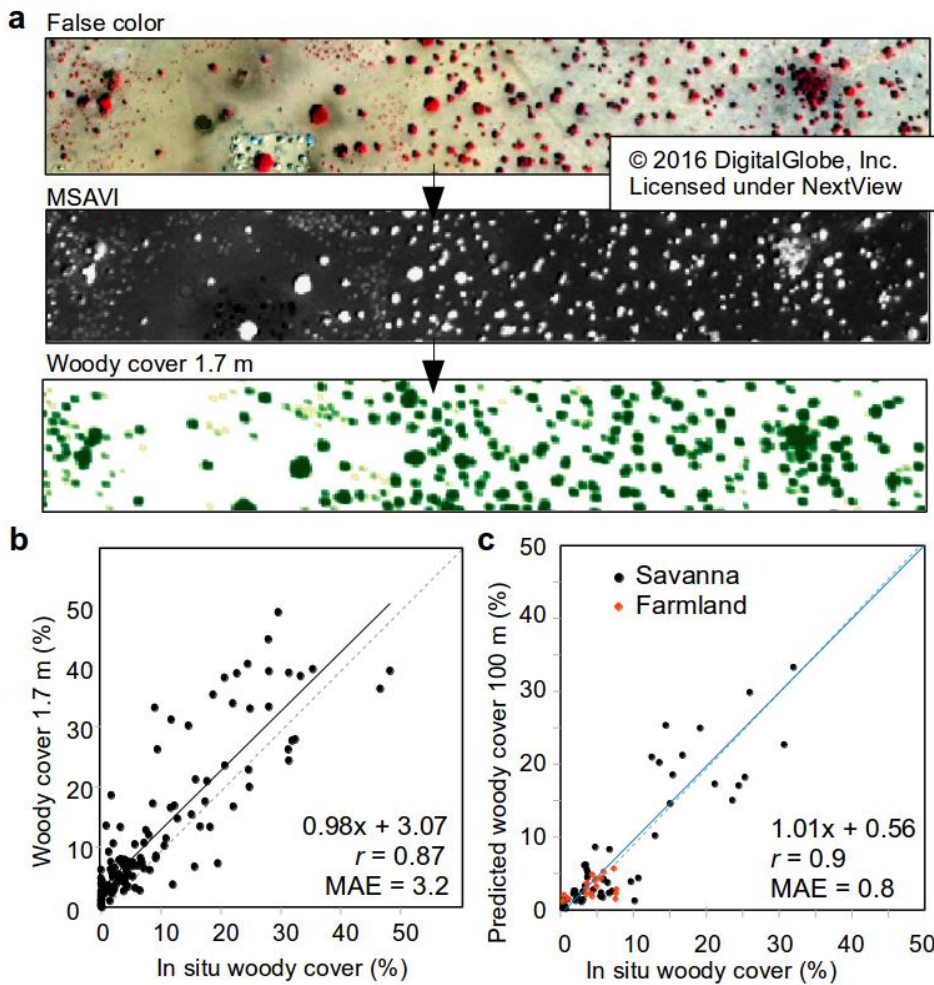 a
False color
© 2016 DigitalGlobe, Inc.
Licensed under NextView
MSAVI
Woody cover 1.7 m
b
Woody cover 1.7 m (%)
50
40
30
20
10
0
0.98x + 3.07
r = 0.87
MAE = 3.2
0 10 20 30 40 50
In situ woody cover (%)
c
Predicted woody cover 100 m (%)
50
40
30
20
10
0
Savanna
Farmland
1.01x + 0.56
r = 0.9
MAE = 0.8
0 10 20 30 40 50
In situ woody cover (%)